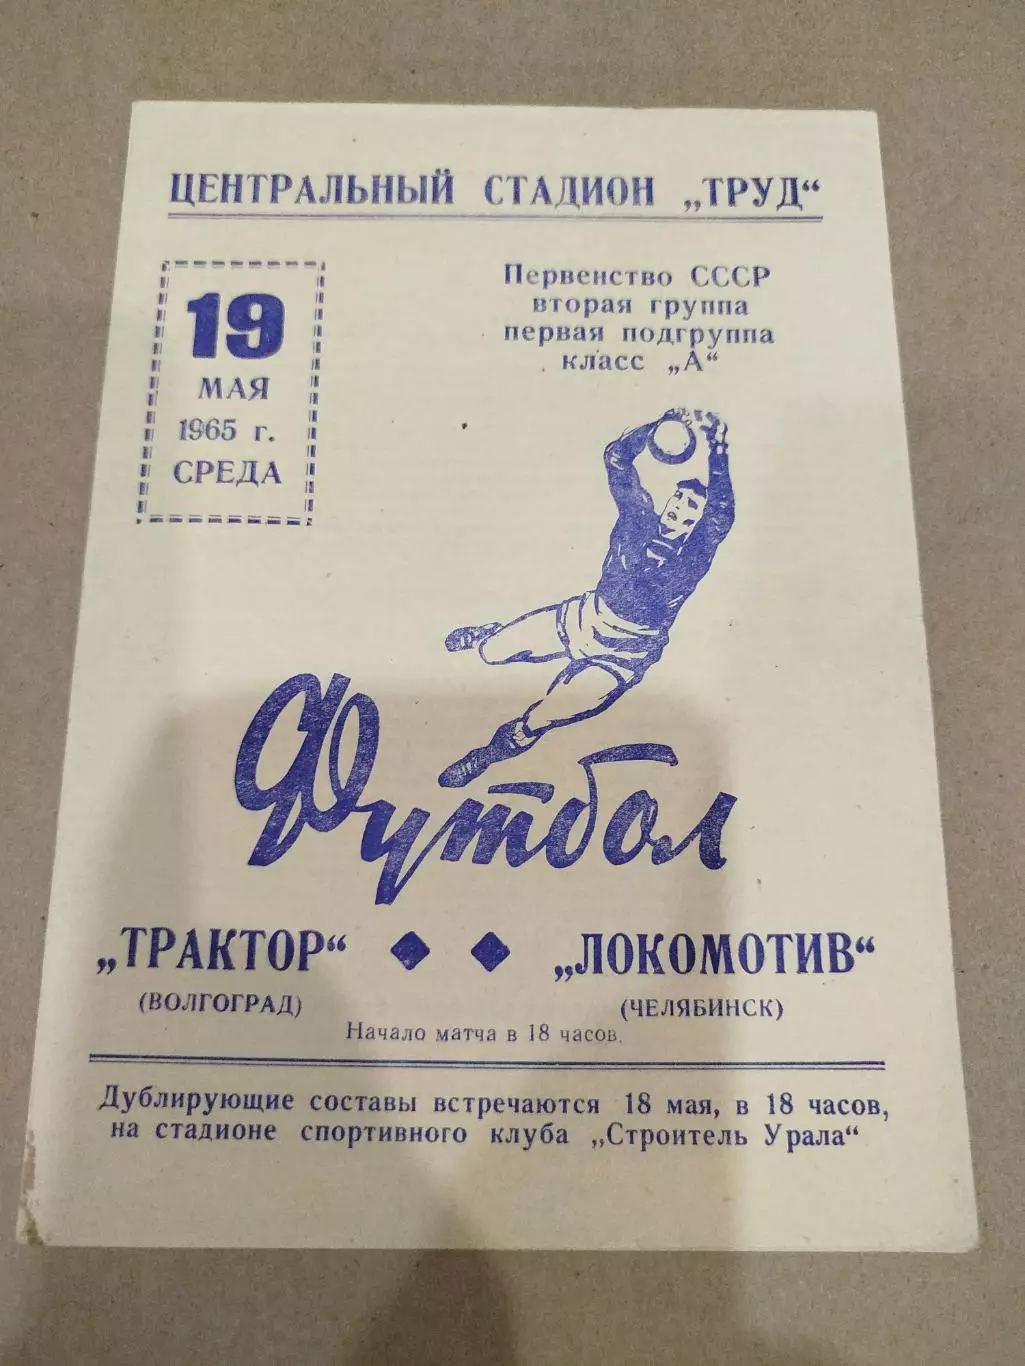 ЦЕНТРАЛЬНЫЙ СТАДИОН „ТРУД“
19
МАЯ
1965 г.
СРЕДА
Первенство СССР
вторая группа
первая подгруппа
класс „А“
Футбол
„ТРАКТОР“ „ЛОКОМОТИВ“
(ВОЛГОГРАД) (ЧЕЛЯБИНСК)
Начало матча в 18 часов.
Дублирующие составы встречаются 18 мая, в 18 часов,
на стадионе спортивного клуба „Строитель Урала“